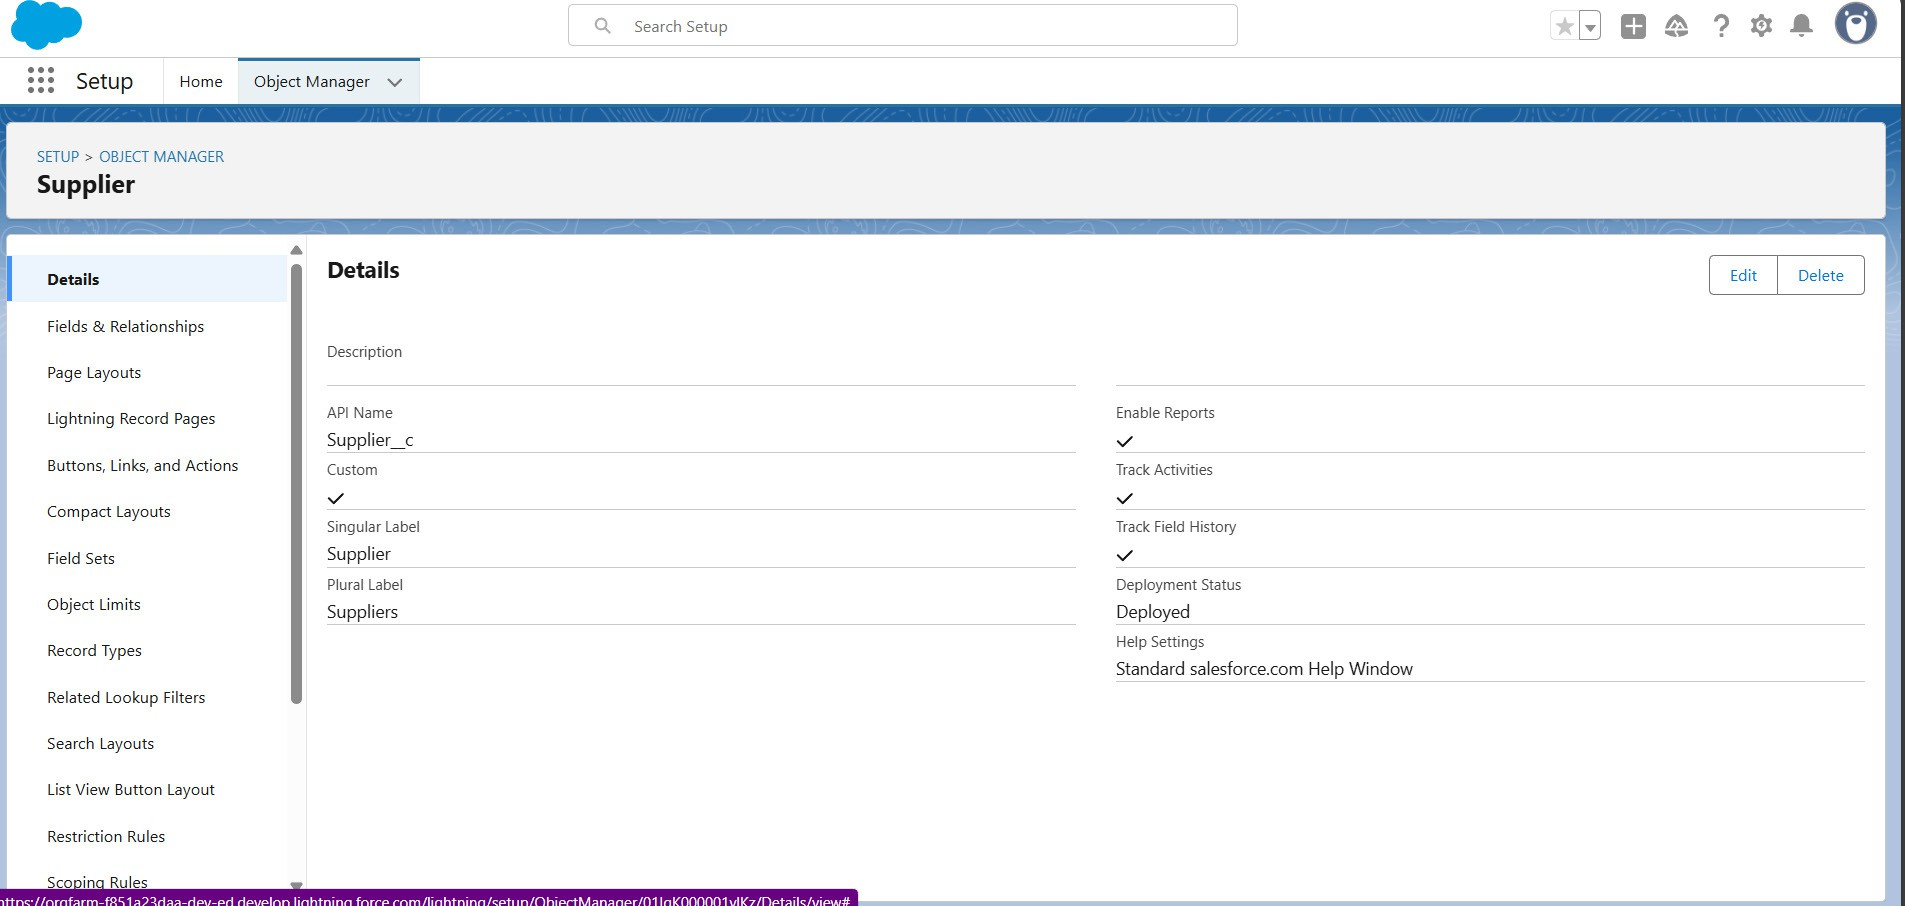 Search Setup
Setup
Home
Object Manager
SETUP > OBJECT MANAGER
Supplier
Details
Fields & Relationships
Page Layouts
Lightning Record Pages
Buttons, Links, and Actions
Compact Layouts
Field Sets
Object Limits
Record Types
Related Lookup Filters
Search Layouts
List View Button Layout
Restriction Rules
Scoping Rules
Details
Edit
Delete
Description
API Name
Supplier__c
Custom
Singular Label
Supplier
Plural Label
Suppliers
Enable Reports
Track Activities
Track Field History
Deployment Status
Deployed
Help Settings
Standard salesforce.com Help Window